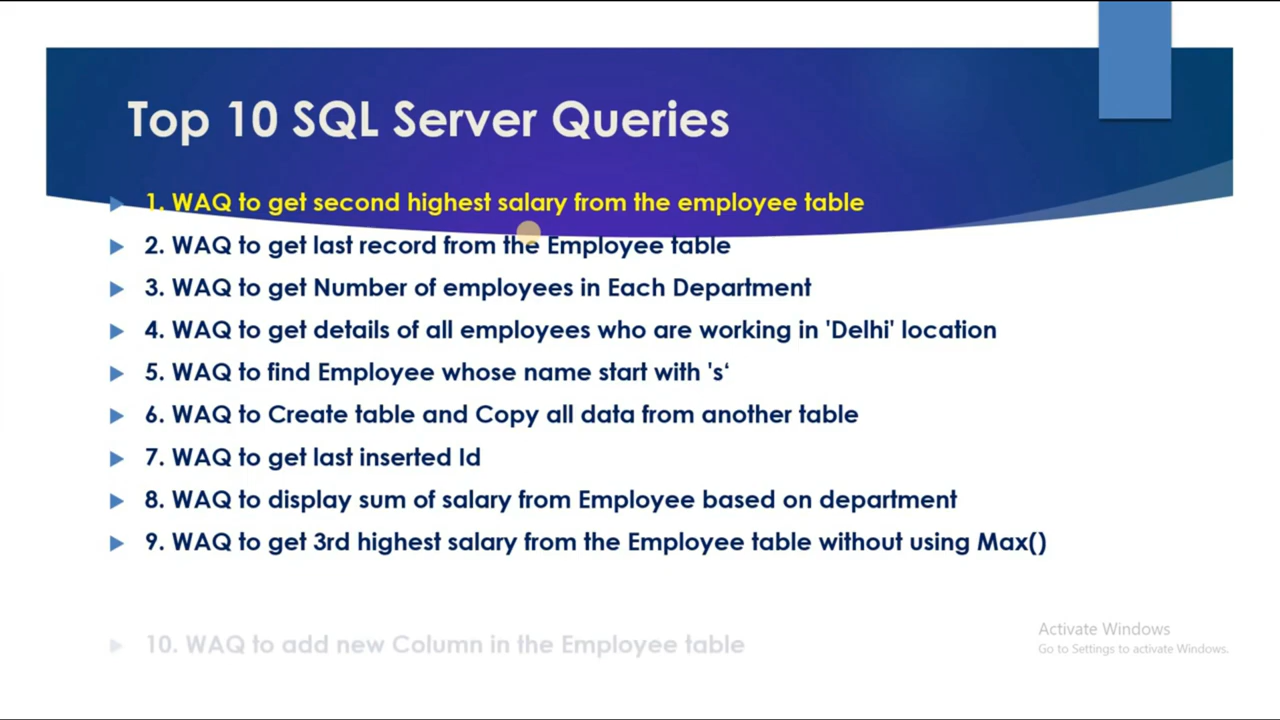 Top 10 SQL Server Queries
1. WAQ to get second highest salary from the employee table
2. WAQ to get last record from the Employee table
3. WAQ to get Number of employees in Each Department
4. WAQ to get details of all employees who are working in 'Delhi' location
5. WAQ to find Employee whose name start with 's‘
6. WAQ to Create table and Copy all data from another table
7. WAQ to get last inserted Id
8. WAQ to display sum of salary from Employee based on department
9. WAQ to get 3rd highest salary from the Employee table without using Max()
10. WAQ to add new Column in the Employee table
Activate Windows
Go to Settings to activate Windows.